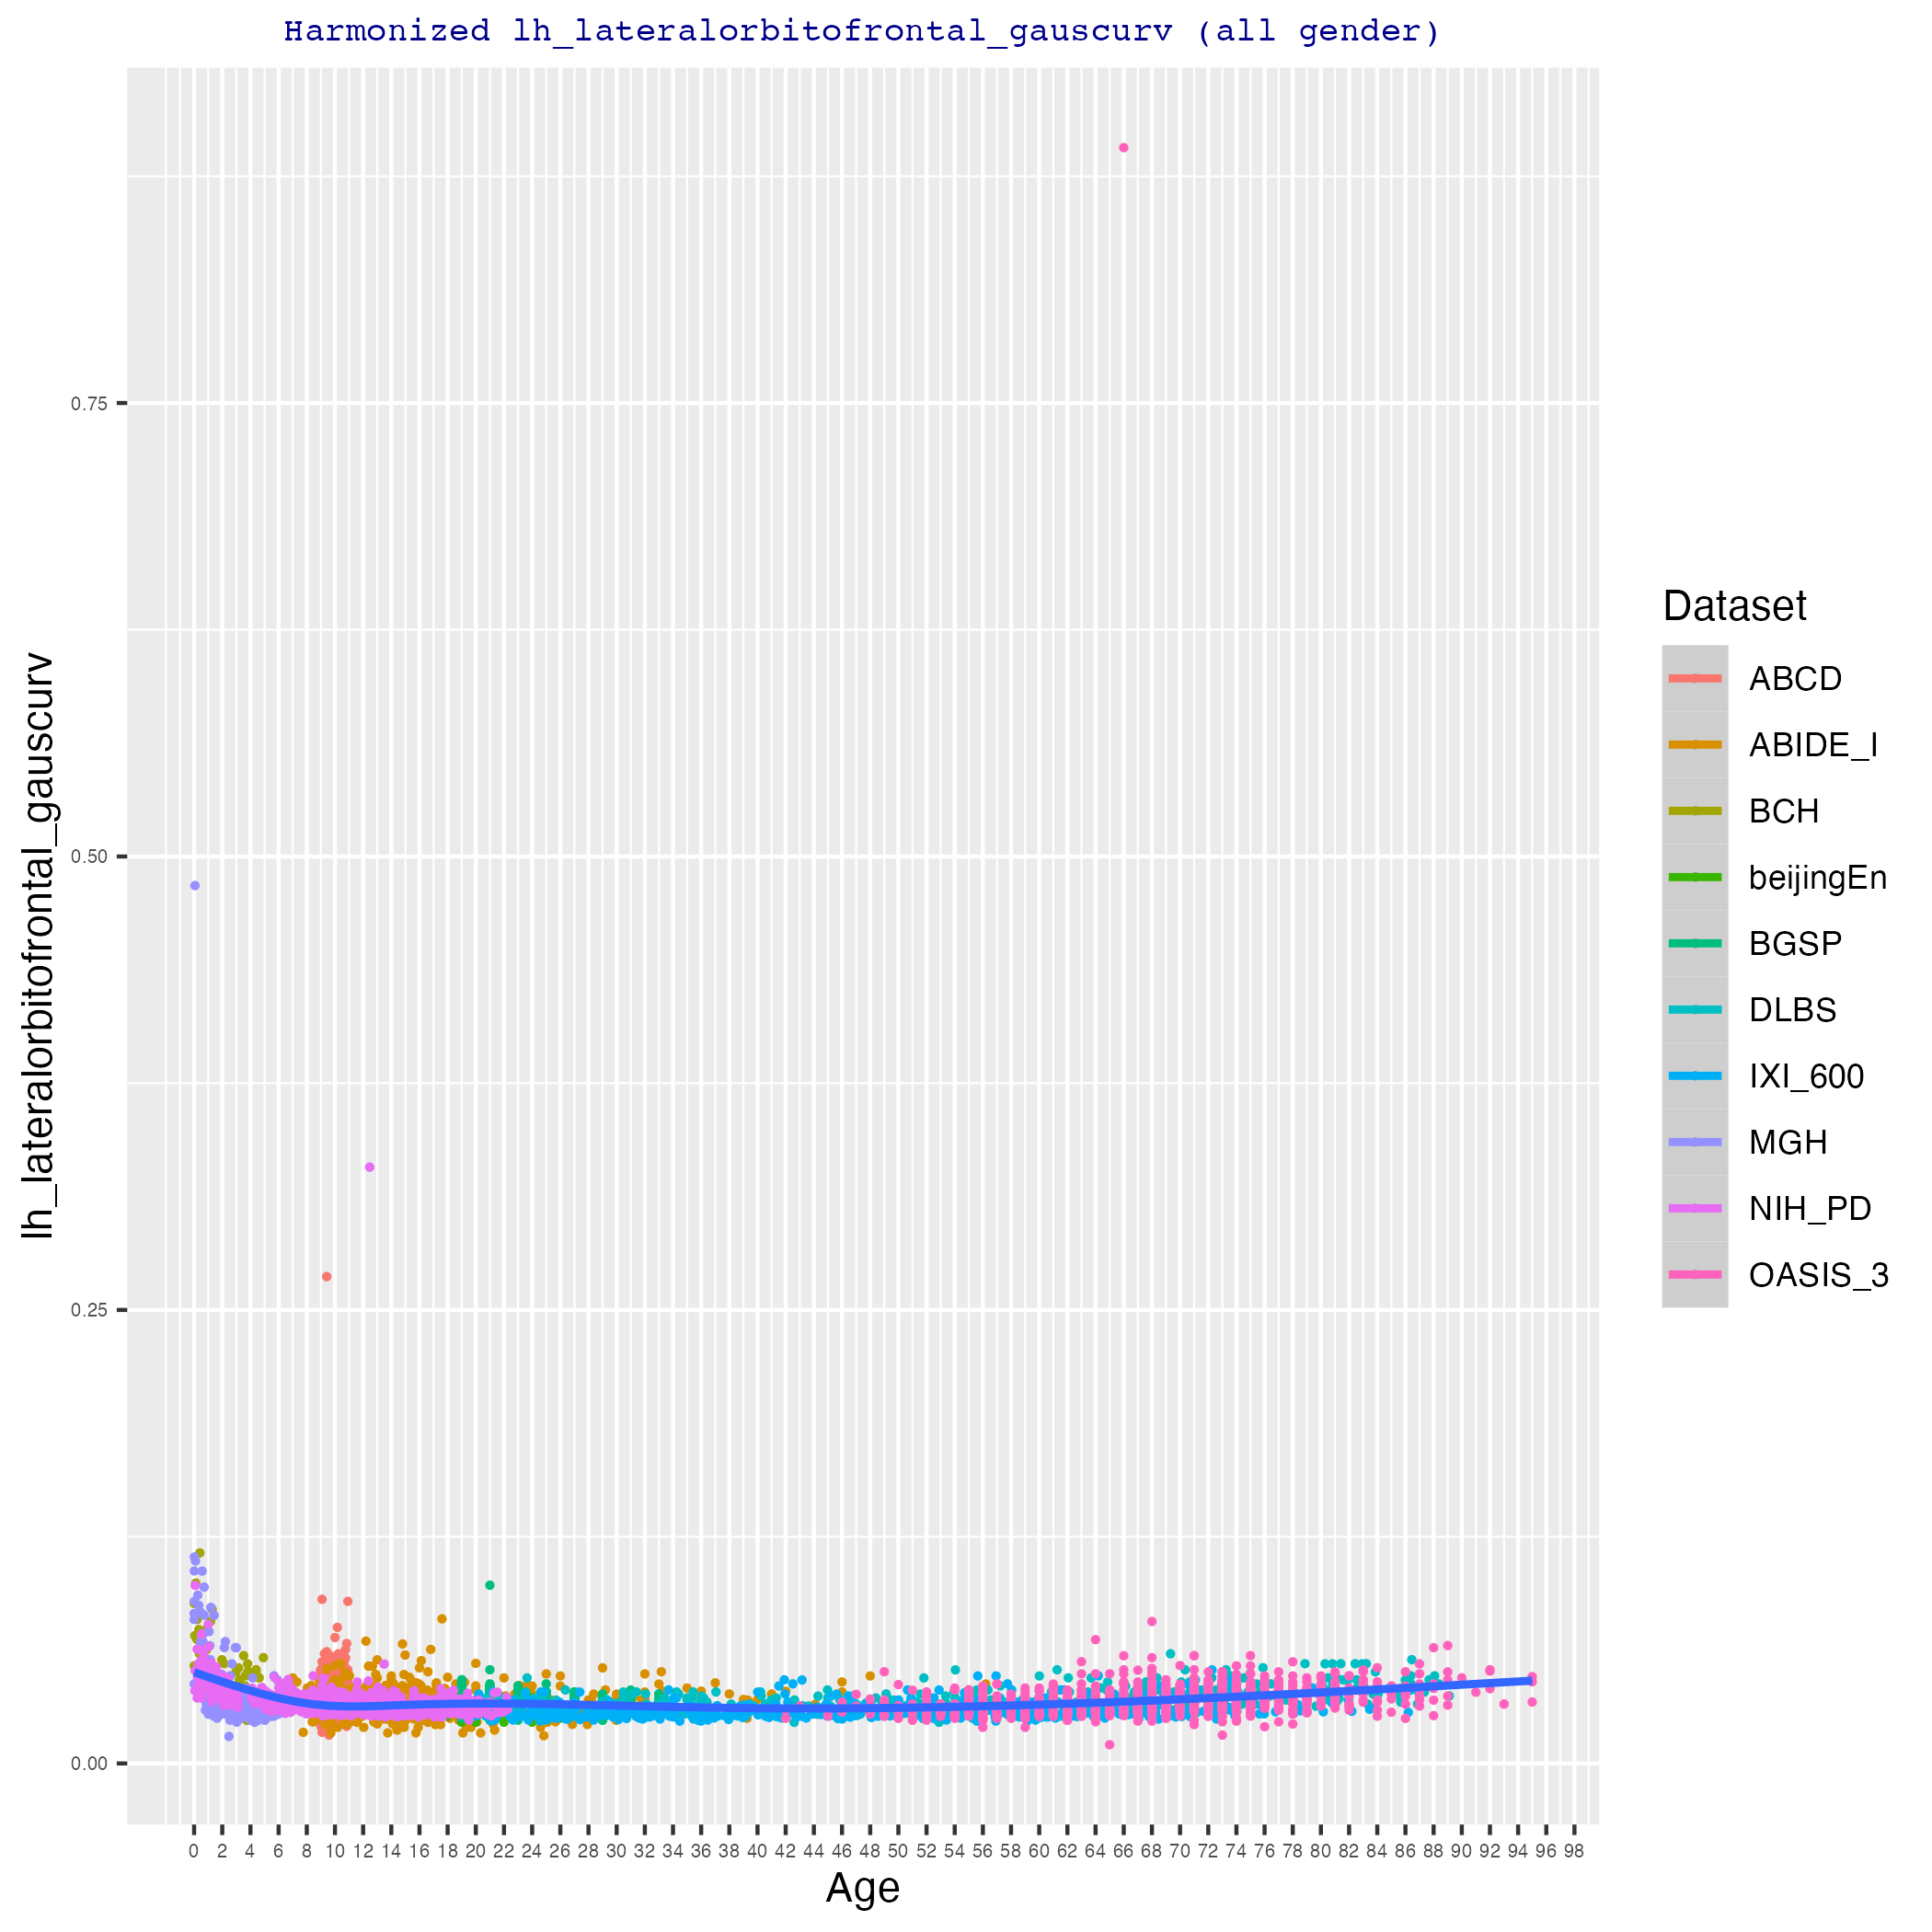 Harmonized lh_lateralorbitofrontal_gauscurv (all gender)
lh_lateralorbitofrontal_gauscurv
0.75
0.50
0.25
0.00
0 2 4 6 8 10 12 14 16 18 20 22 24 26 28 30 32 34 36 38 40 42 44 46 48 50 52 54 56 58 60 62 64 66 68 70 72 74 76 78 80 82 84 86 88 90 92 94 96 98
Age
Dataset
ABCD
ABIDE_I
BCH
beijingEn
BGSP
DLBS
IXI_600
MGH
NIH_PD
OASIS_3